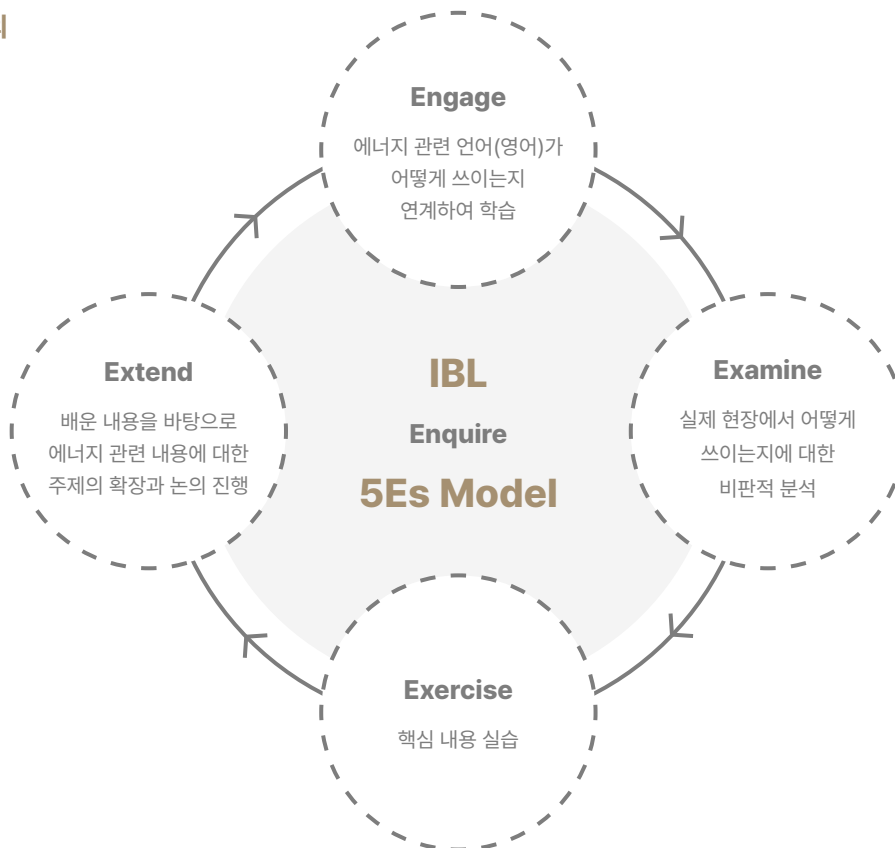 Engage
에너지 관련 언어(영어)가
어떻게 쓰이는지
연계하여 학습
Extend
배운 내용을 바탕으로
에너지 관련 내용에 대한
주제의 확장과 논의 진행
IBL
Enquire
5Es Model
Examine
실제 현장에서 어떻게
쓰이는지에 대한
비판적 분석
Exercise
핵심 내용 실습